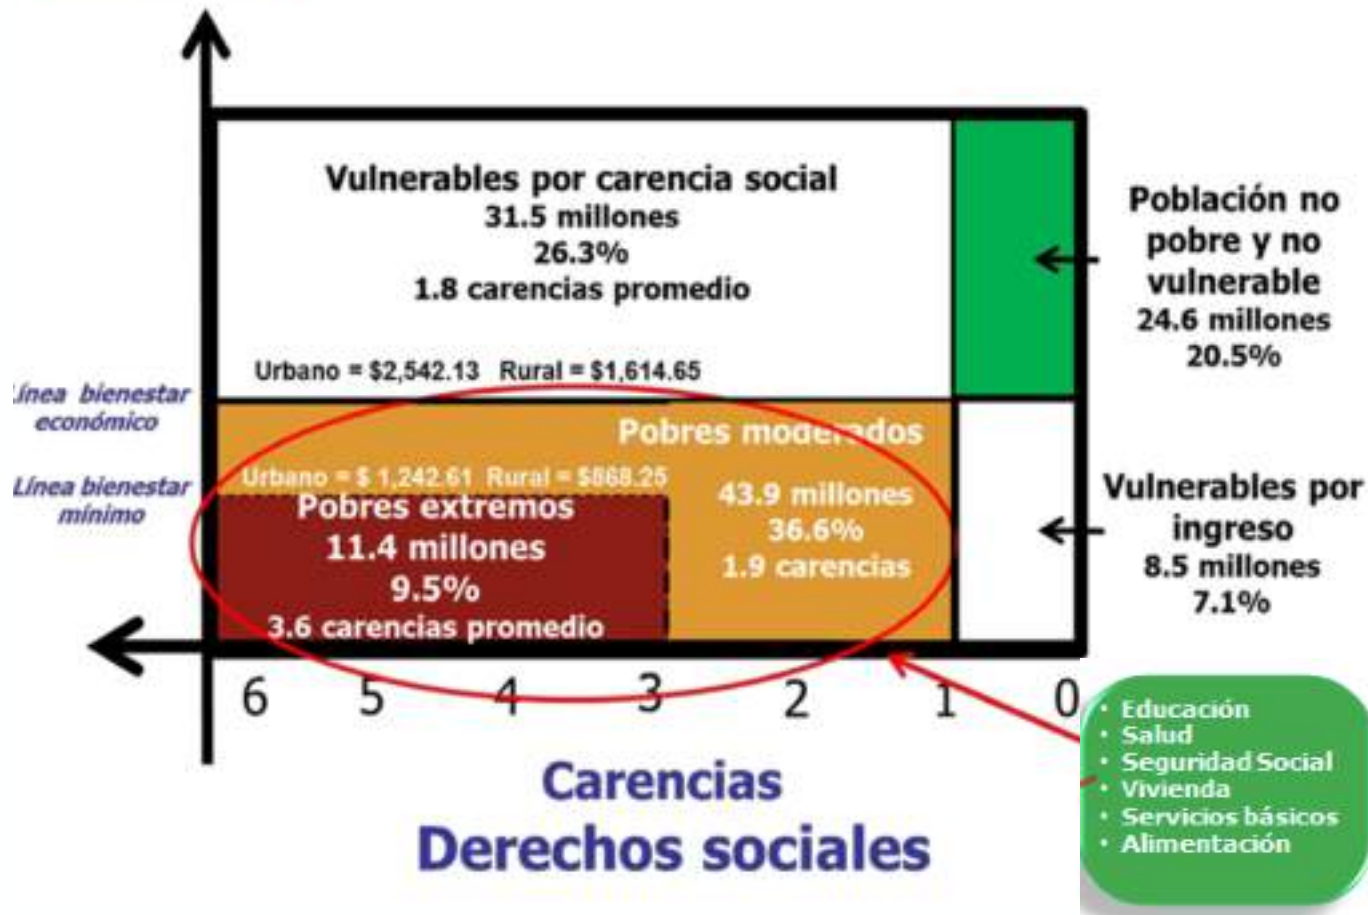 Vulnerables por carencia social
31.5 millones
26.3%
1.8 carencias promedio
Urbano = $2,542.13 Rural = $1,614.65
Población no
pobre y no
vulnerable
24.6 millones
20.5%
ínea bienestar
económico
Línea bienestar
mínimo
Pobres moderados
43.9 millones
36.6%
1.9 carencias
Urbano = $ 1,242.61 Rural = $868.25
Pobres extremos
11.4 millones
9.5%
3.6 carencias promedio
Vulnerables por
ingreso
8.5 millones
7.1%
6 5 4 3 2 1 0
Carencias
Derechos sociales
• Educación
• Salud
• Seguridad Social
• Vivienda
• Servicios básicos
• Alimentación